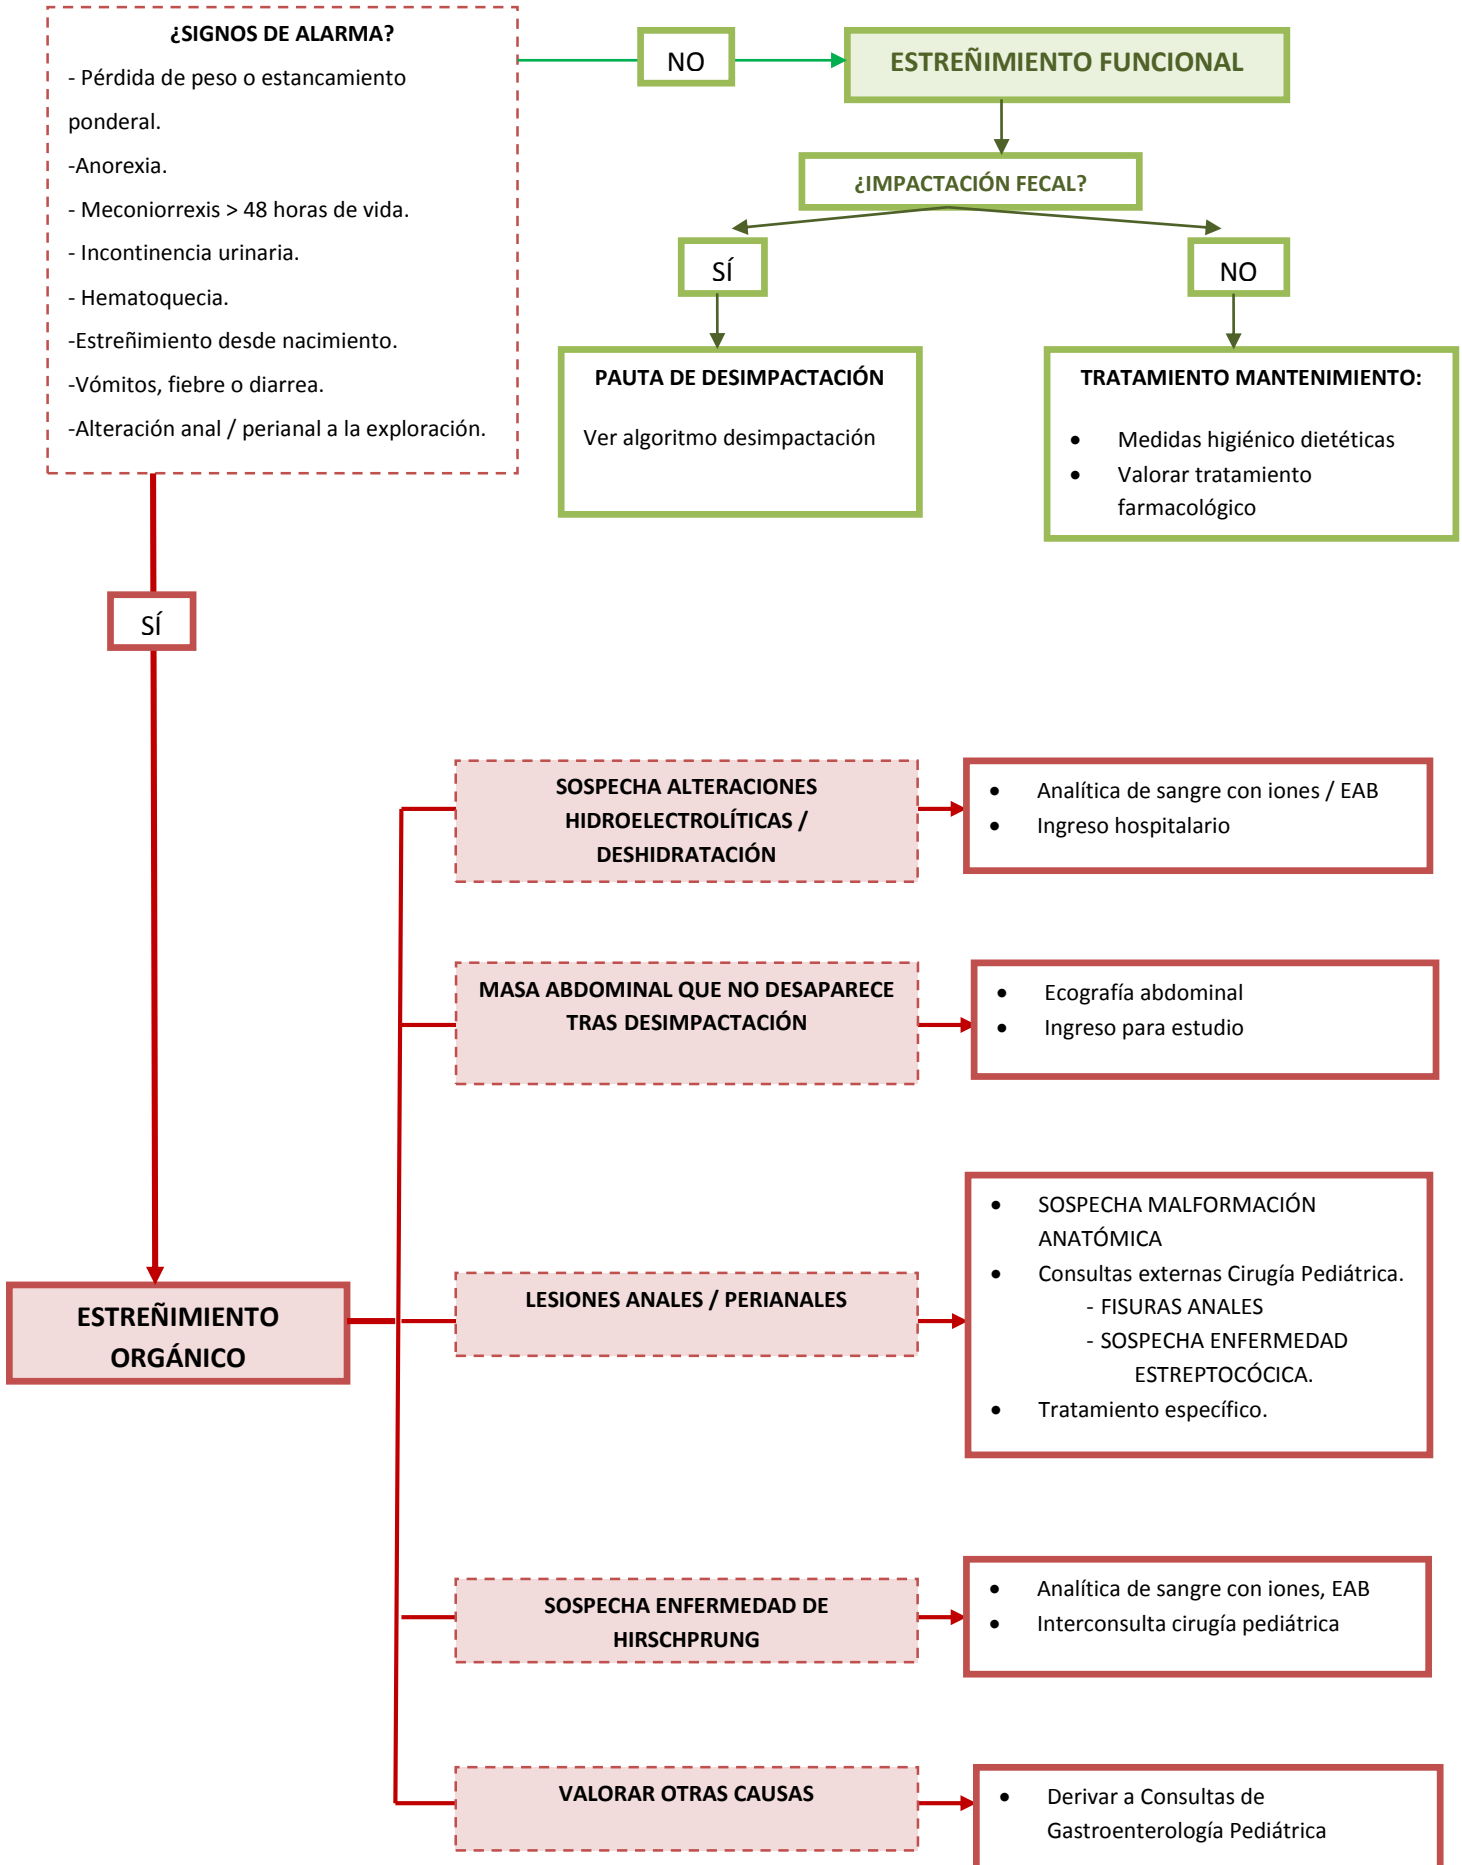 ¿SIGNOS DE ALARMA?
- Pérdida de peso o estancamiento
ponderal.
-Anorexia.
- Meconiorrexis > 48 horas de vida.
- Incontinencia urinaria.
- Hematoquecia.
-Estreñimiento desde nacimiento.
-Vómitos, fiebre o diarrea.
-Alteración anal / perianal a la exploración.
NO
ESTREÑIMIENTO FUNCIONAL
¿IMPACTACIÓN FECAL?
SÍ
NO
PAUTA DE DESIMPACTACIÓN
Ver algoritmo desimpactación
TRATAMIENTO MANTENIMIENTO:
• Medidas higiénico dietéticas
• Valorar tratamiento
farmacológico
SÍ
ESTREÑIMIENTO
ORGÁNICO
SOSPECHA ALTERACIONES
HIDROELECTROLÍTICAS /
DESHIDRATACIÓN
• Analítica de sangre con iones / EAB
• Ingreso hospitalario
MASA ABDOMINAL QUE NO DESAPARECE
TRAS DESIMPACTACIÓN
• Ecografía abdominal
• Ingreso para estudio
LESIONES ANALES / PERIANALES
• SOSPECHA MALFORMACIÓN
ANATÓMICA
• Consultas externas Cirugía Pediátrica.
- FISURAS ANALES
- SOSPECHA ENFERMEDAD
ESTREPTOCÓCICA.
• Tratamiento específico.
SOSPECHA ENFERMEDAD DE
HIRSCHPRUNG
• Analítica de sangre con iones, EAB
• Interconsulta cirugía pediátrica
VALORAR OTRAS CAUSAS
• Derivar a Consultas de
Gastroenterología Pediátrica